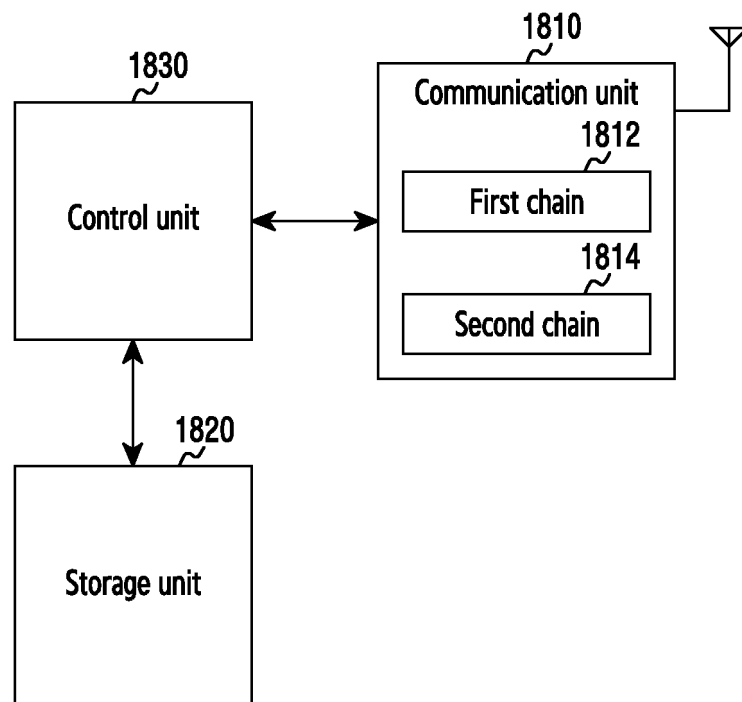 1810
1830
Communication unit
1812
First chain
Control unit
1814
Second chain
1820
Storage unit